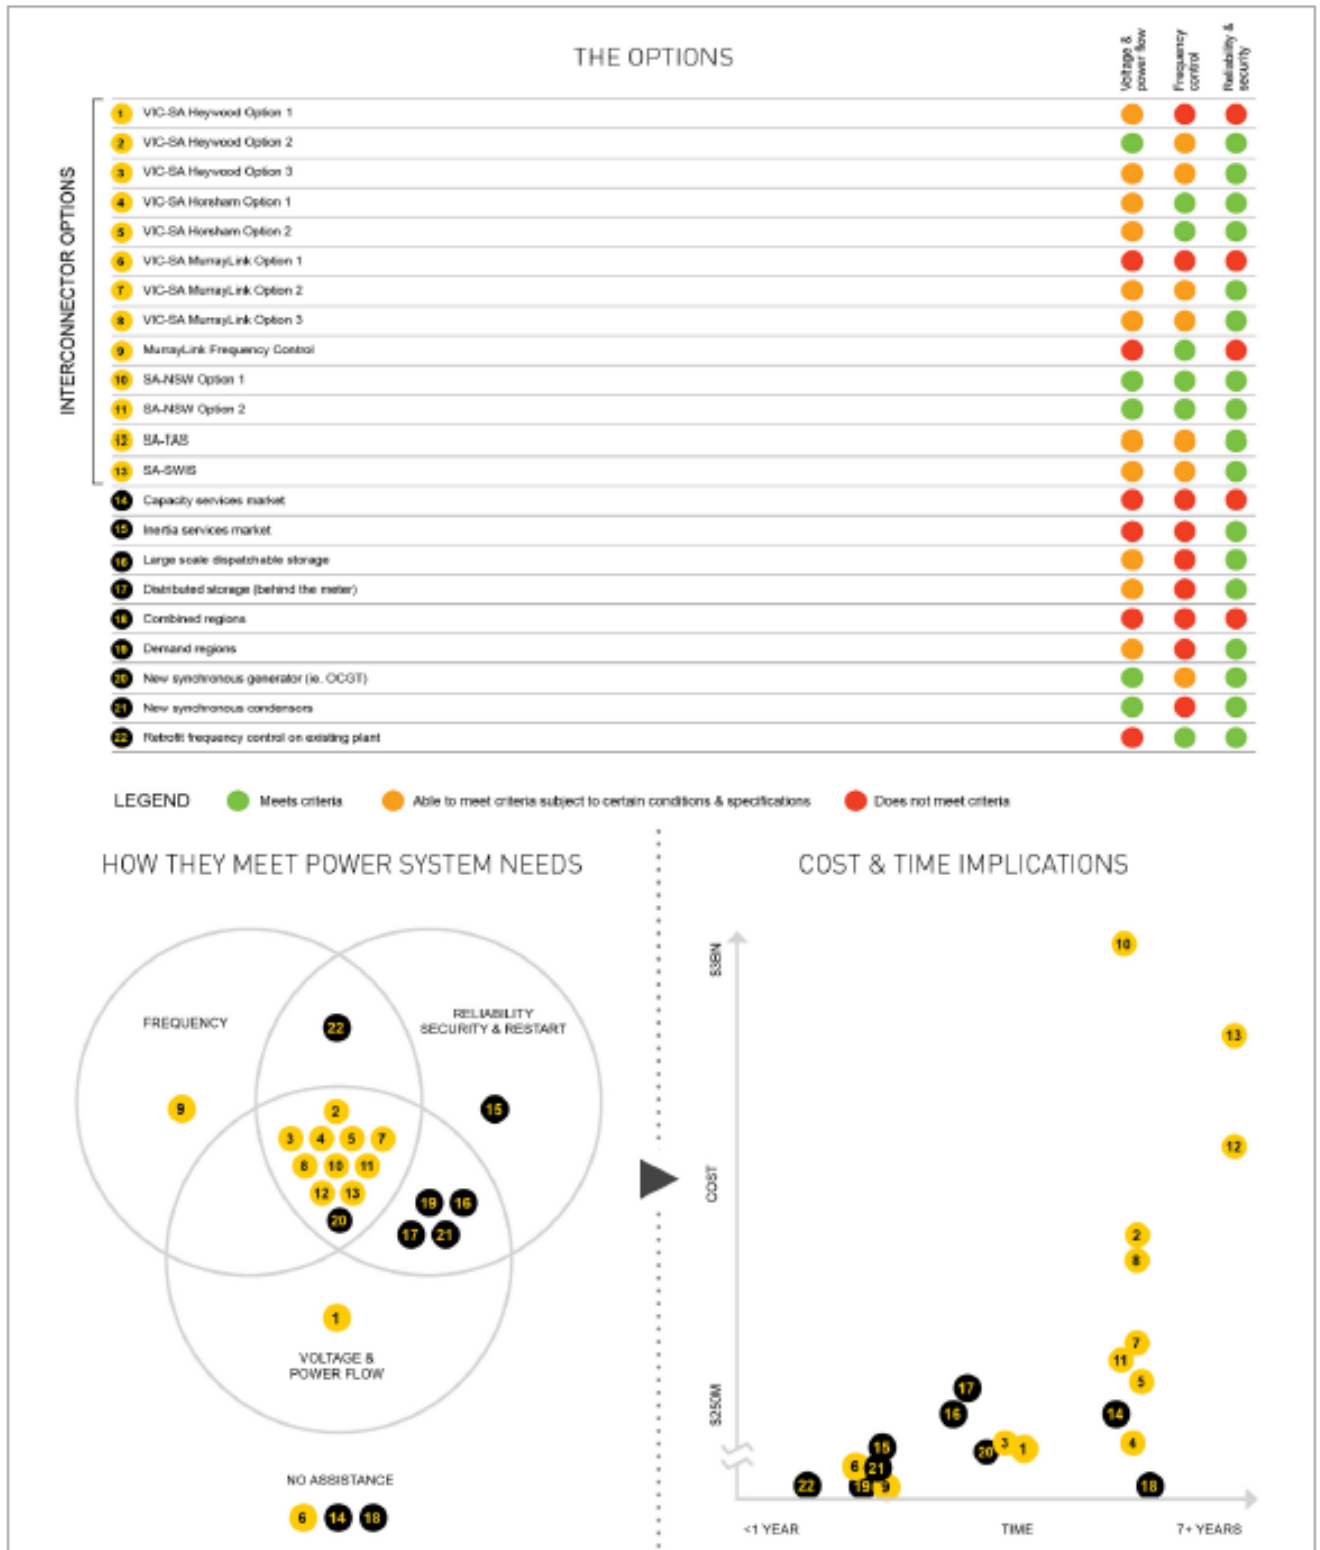 THE OPTIONS
Voltage &
power flow
Frequency
control
Reliability &
security
INTERCONNECTOR OPTIONS
1 VIC-SA Heywood Option 1
2 VIC-SA Heywood Option 2
3 VIC-SA Heywood Option 3
4 VIC-SA Horsham Option 1
5 VIC-SA Horsham Option 2
6 VIC-SA MurrayLink Option 1
7 VIC-SA MurrayLink Option 2
8 VIC-SA MurrayLink Option 3
9 MurrayLink Frequency Control
10 SA-NSW Option 1
11 SA-NSW Option 2
12 SA-TAS
13 SA-SWIS
14 Capacity services market
15 Inertia services market
16 Large scale dispatchable storage
17 Distributed storage (behind the meter)
18 Combined regions
19 Demand regions
20 New synchronous generator (ie. OCGT)
21 New synchronous condensors
22 Retrofit frequency control on existing plant
LEGEND Meets criteria Able to meet criteria subject to certain conditions & specifications Does not meet criteria
HOW THEY MEET POWER SYSTEM NEEDS
FREQUENCY
RELIABILITY
SECURITY & RESTART
22
9
15
2
3 4 5 7
8 10 11
12 13
20
19 16
17 21
1
VOLTAGE &
POWER FLOW
NO ASSISTANCE
6 14 18
COST & TIME IMPLICATIONS
$3BN
COST
$250M
10
13
12
2
8
7
11
5
17
16
14
15
20
3
1
4
6
21
22
19
9
18
<1 YEAR
TIME
7+ YEARS